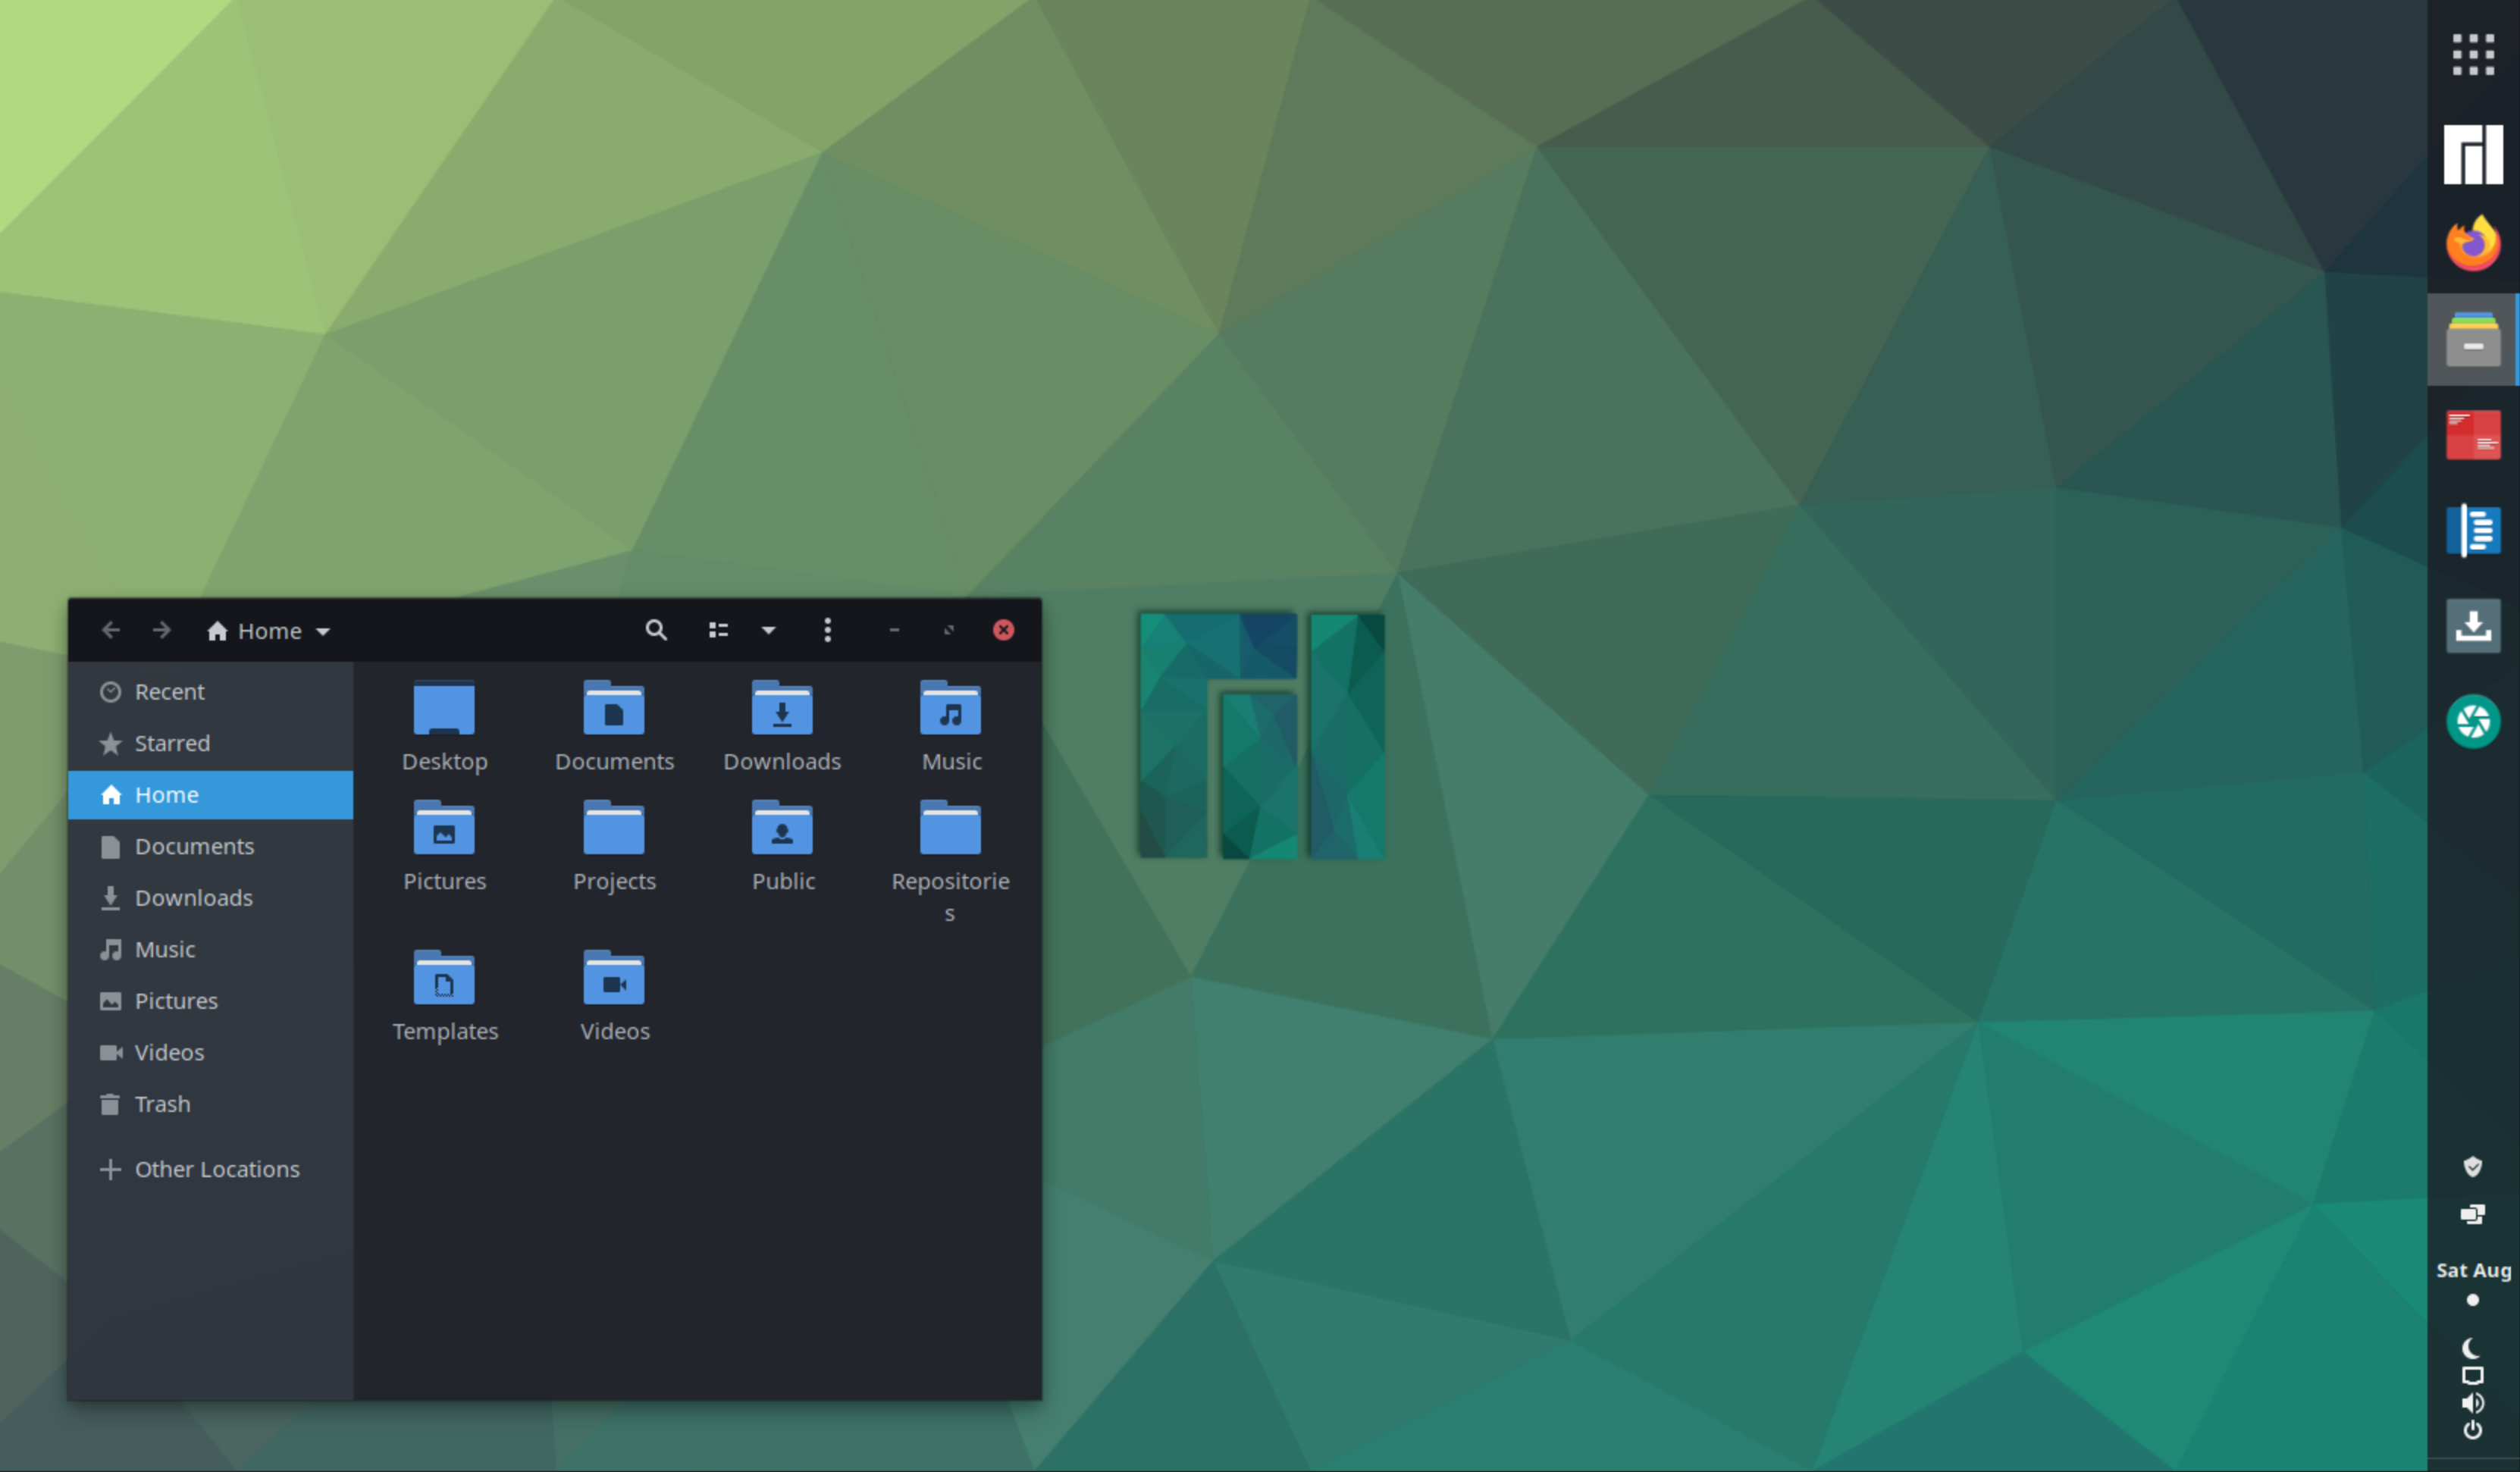 Home
Recent
Starred
Home
Documents
Downloads
Music
Pictures
Videos
Trash
Other Locations
Desktop
Documents
Downloads
Music
Pictures
Projects
Public
Repositorie
s
Templates
Videos
Sat Aug